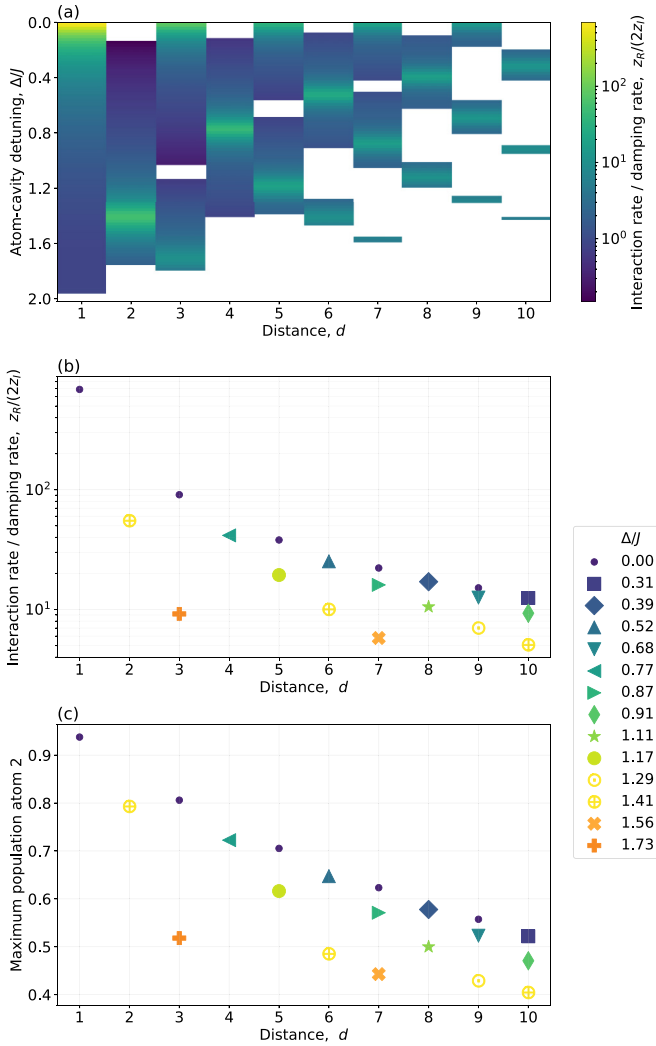 (a)
0.0
0.4
0.8
1.2
1.6
2.0
Atom-cavity detuning, Δ/J
1 2 3 4 5 6 7 8 9 10
Distance, d
10²
10¹
10⁰
Interaction rate / damping rate, z_R/(2z_I)
(b)
10²
10¹
Interaction rate / damping rate, z_R/(2z_I)
1 2 3 4 5 6 7 8 9 10
Distance, d
(c)
0.9
0.8
0.7
0.6
0.5
0.4
Maximum population atom 2
1 2 3 4 5 6 7 8 9 10
Distance, d
Δ/J
0.00
0.31
0.39
0.52
0.68
0.77
0.87
0.91
1.11
1.17
1.29
1.41
1.56
1.73